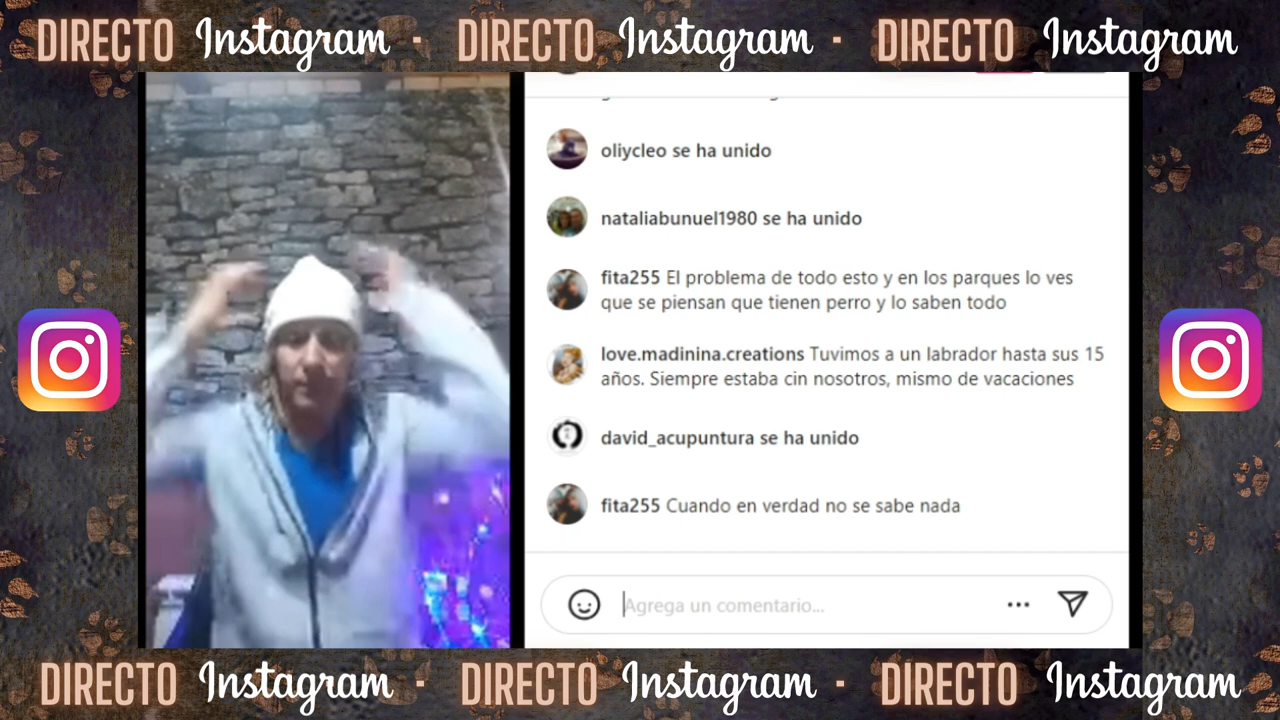 DIRECTO Instagram · DIRECTO Instagram · DIRECTO Instagram
oliycleo se ha unido
nataliabunuel1980 se ha unido
fita255 El problema de todo esto y en los parques lo ves
que se piensan que tienen perro y lo saben todo
love.madinina.creations Tuvimos a un labrador hasta sus 15
años. Siempre estaba cin nosotros, mismo de vacaciones
david_acupuntura se ha unido
fita255 Cuando en verdad no se sabe nada
Agrega un comentario...
DIRECTO Instagram · DIRECTO Instagram · DIRECTO Instagram